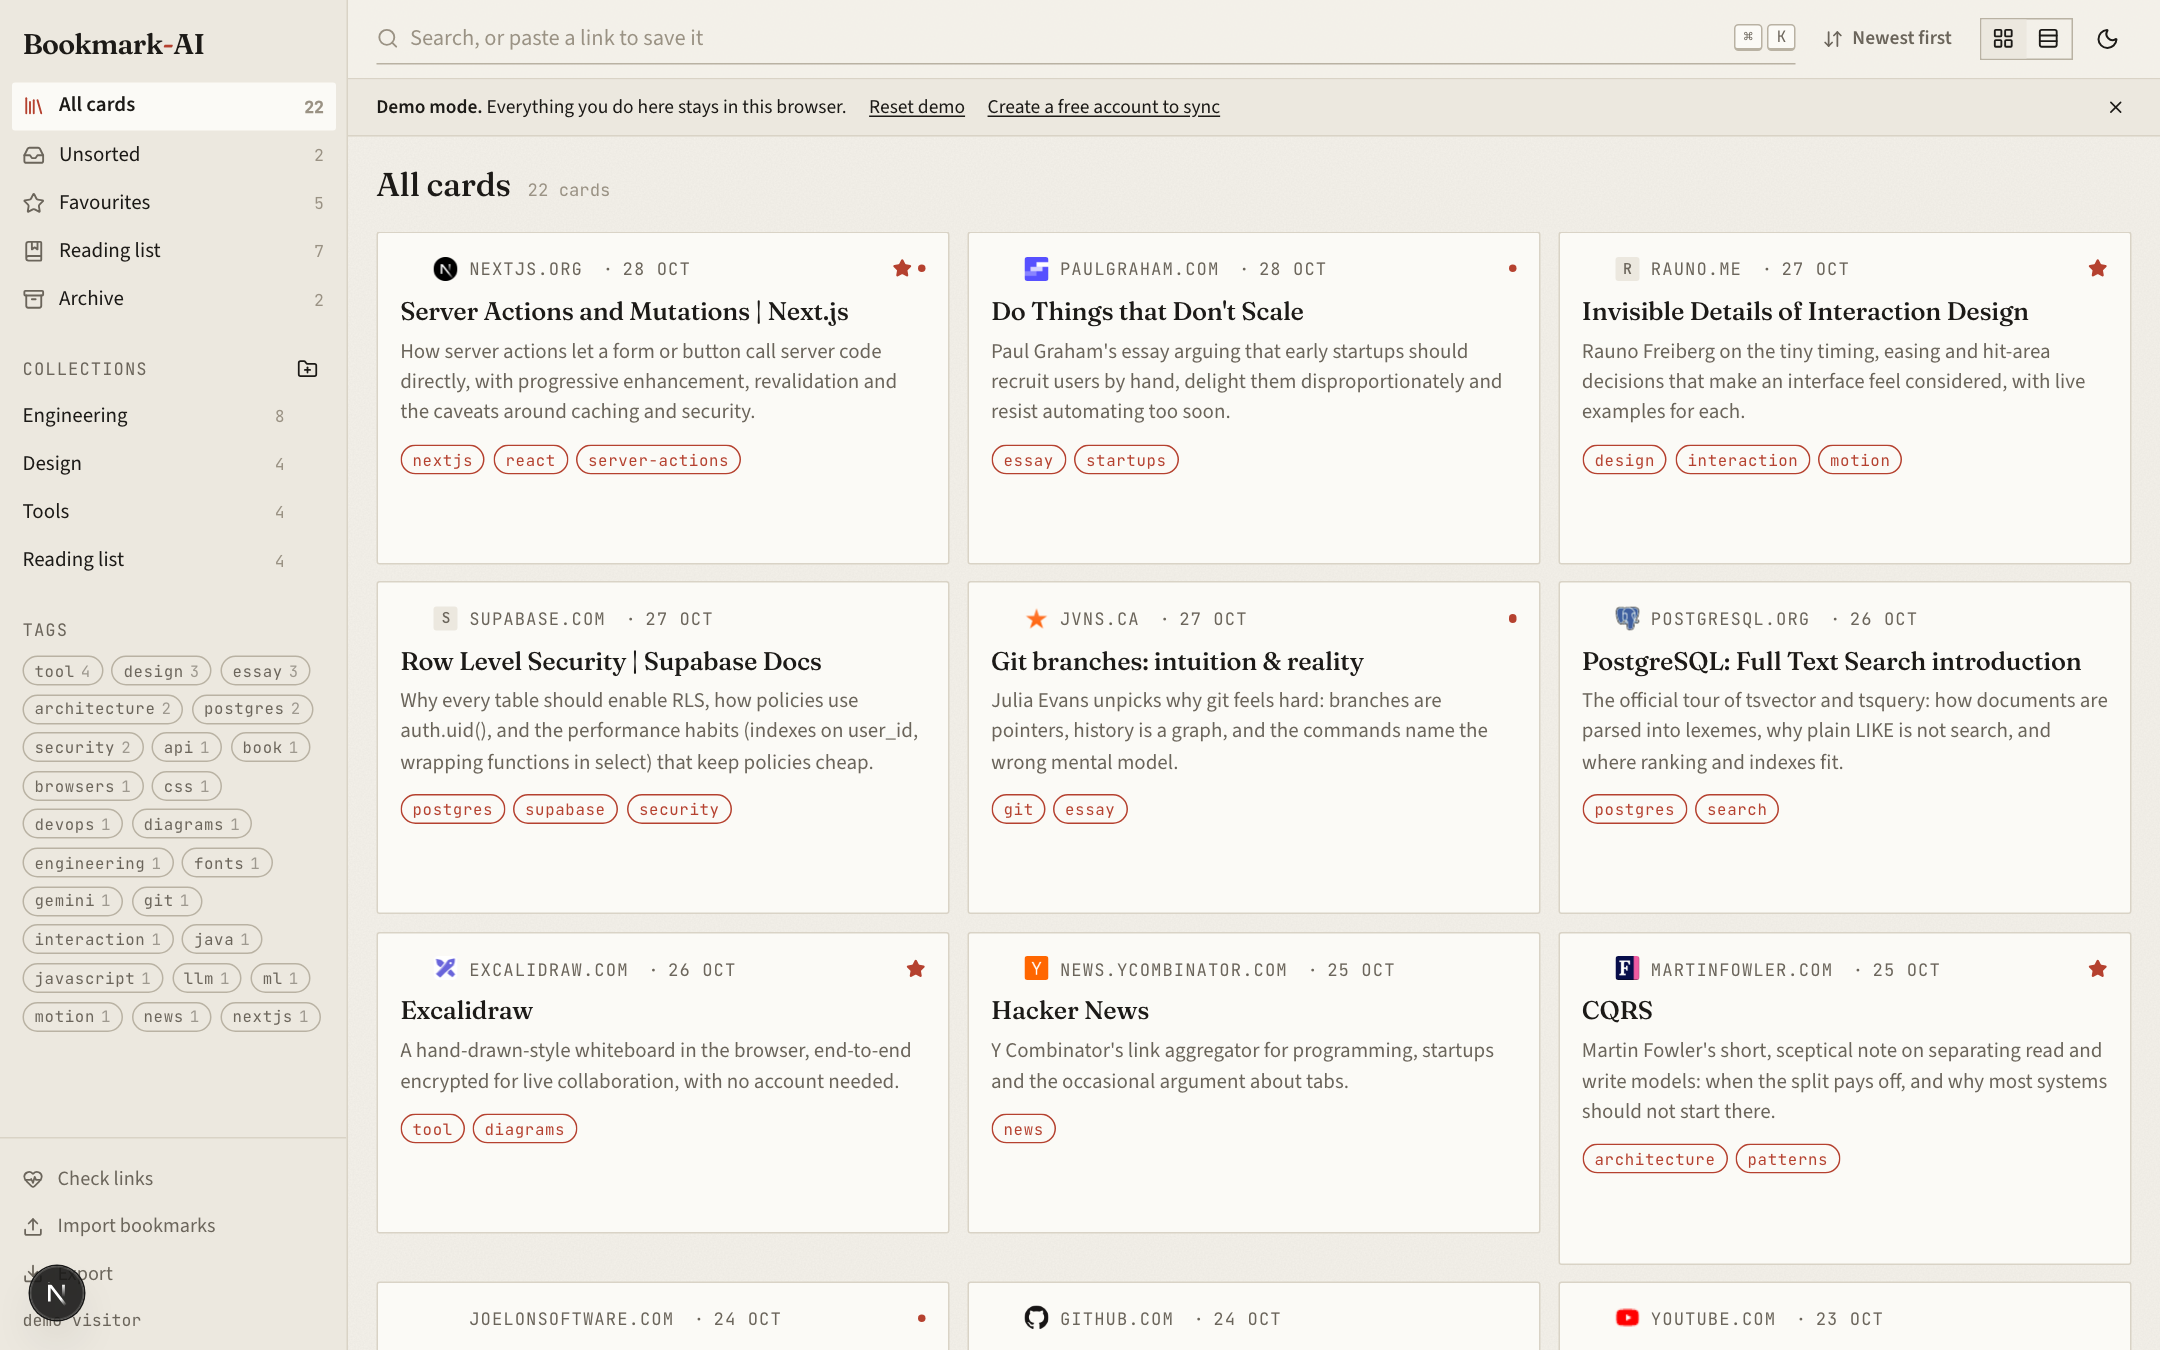 Bookmark-AI
All cards 22
Unsorted 2
Favourites 5
Reading list 7
Archive 2
COLLECTIONS
Engineering 8
Design 4
Tools 4
Reading list 4
TAGS
tool 4 design 3 essay 3
architecture 2 postgres 2
security 2 api 1 book 1
browsers 1 css 1
devops 1 diagrams 1
engineering 1 fonts 1
gemini 1 git 1
interaction 1 java 1
javascript 1 llm 1 ml 1
motion 1 news 1 nextjs 1
Check links
Import bookmarks
Export
N
demo visitor
Search, or paste a link to save it
⌘ K
Newest first
Demo mode. Everything you do here stays in this browser. Reset demo Create a free account to sync
All cards 22 cards
N NEXTJS.ORG · 28 OCT
Server Actions and Mutations | Next.js
How server actions let a form or button call server code
directly, with progressive enhancement, revalidation and
the caveats around caching and security.
nextjs react server-actions
PAULGRAHAM.COM · 28 OCT
Do Things that Don't Scale
Paul Graham's essay arguing that early startups should
recruit users by hand, delight them disproportionately and
resist automating too soon.
essay startups
R RAUNO.ME · 27 OCT
Invisible Details of Interaction Design
Rauno Freiberg on the tiny timing, easing and hit-area
decisions that make an interface feel considered, with live
examples for each.
design interaction motion
S SUPABASE.COM · 27 OCT
Row Level Security | Supabase Docs
Why every table should enable RLS, how policies use
auth.uid(), and the performance habits (indexes on user_id,
wrapping functions in select) that keep policies cheap.
postgres supabase security
JVNS.CA · 27 OCT
Git branches: intuition & reality
Julia Evans unpicks why git feels hard: branches are
pointers, history is a graph, and the commands name the
wrong mental model.
git essay
POSTGRESQL.ORG · 26 OCT
PostgreSQL: Full Text Search introduction
The official tour of tsvector and tsquery: how documents are
parsed into lexemes, why plain LIKE is not search, and
where ranking and indexes fit.
postgres search
EXCALIDRAW.COM · 26 OCT
Excalidraw
A hand-drawn-style whiteboard in the browser, end-to-end
encrypted for live collaboration, with no account needed.
tool diagrams
Y NEWS.YCOMBINATOR.COM · 25 OCT
Hacker News
Y Combinator's link aggregator for programming, startups
and the occasional argument about tabs.
news
F MARTINFOWLER.COM · 25 OCT
CQRS
Martin Fowler's short, sceptical note on separating read and
write models: when the split pays off, and why most systems
should not start there.
architecture patterns
JOELONSOFTWARE.COM · 24 OCT
GITHUB.COM · 24 OCT
YOUTUBE.COM · 23 OCT